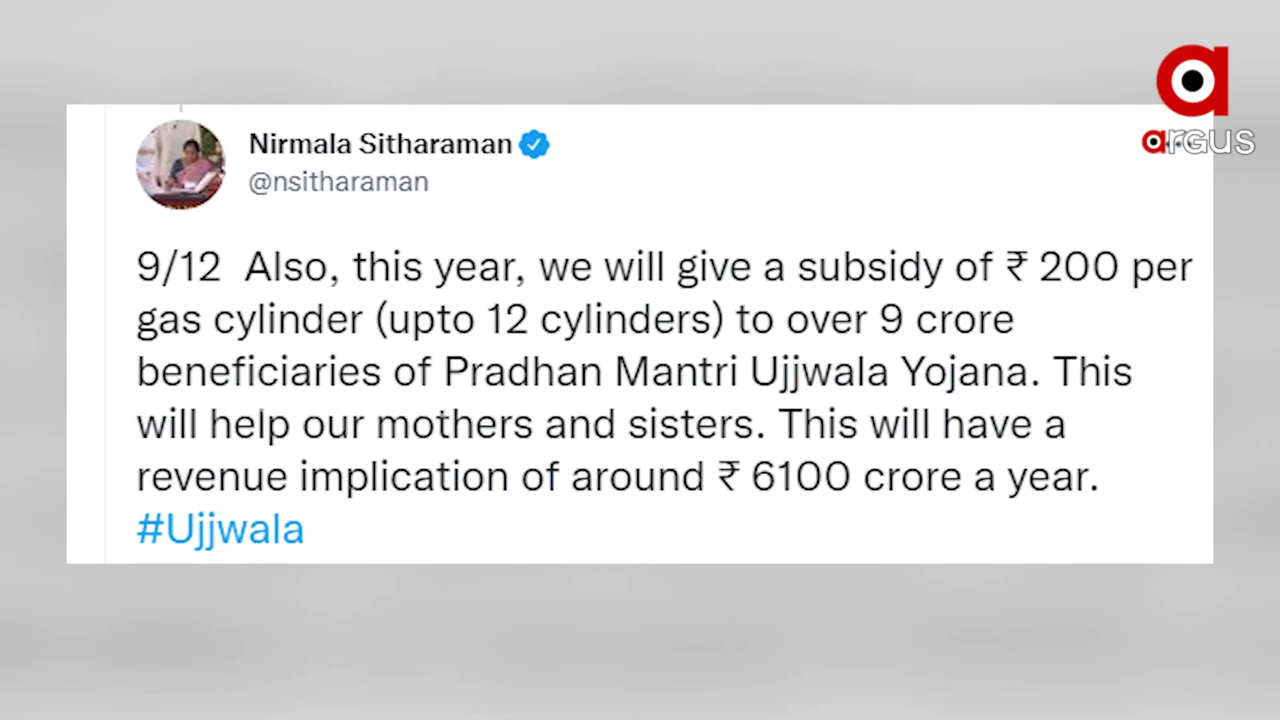 argus
Nirmala Sitharaman
@nsitharaman
9/12 Also, this year, we will give a subsidy of ₹ 200 per
gas cylinder (upto 12 cylinders) to over 9 crore
beneficiaries of Pradhan Mantri Ujjwala Yojana. This
will help our mothers and sisters. This will have a
revenue implication of around ₹ 6100 crore a year.
#Ujjwala